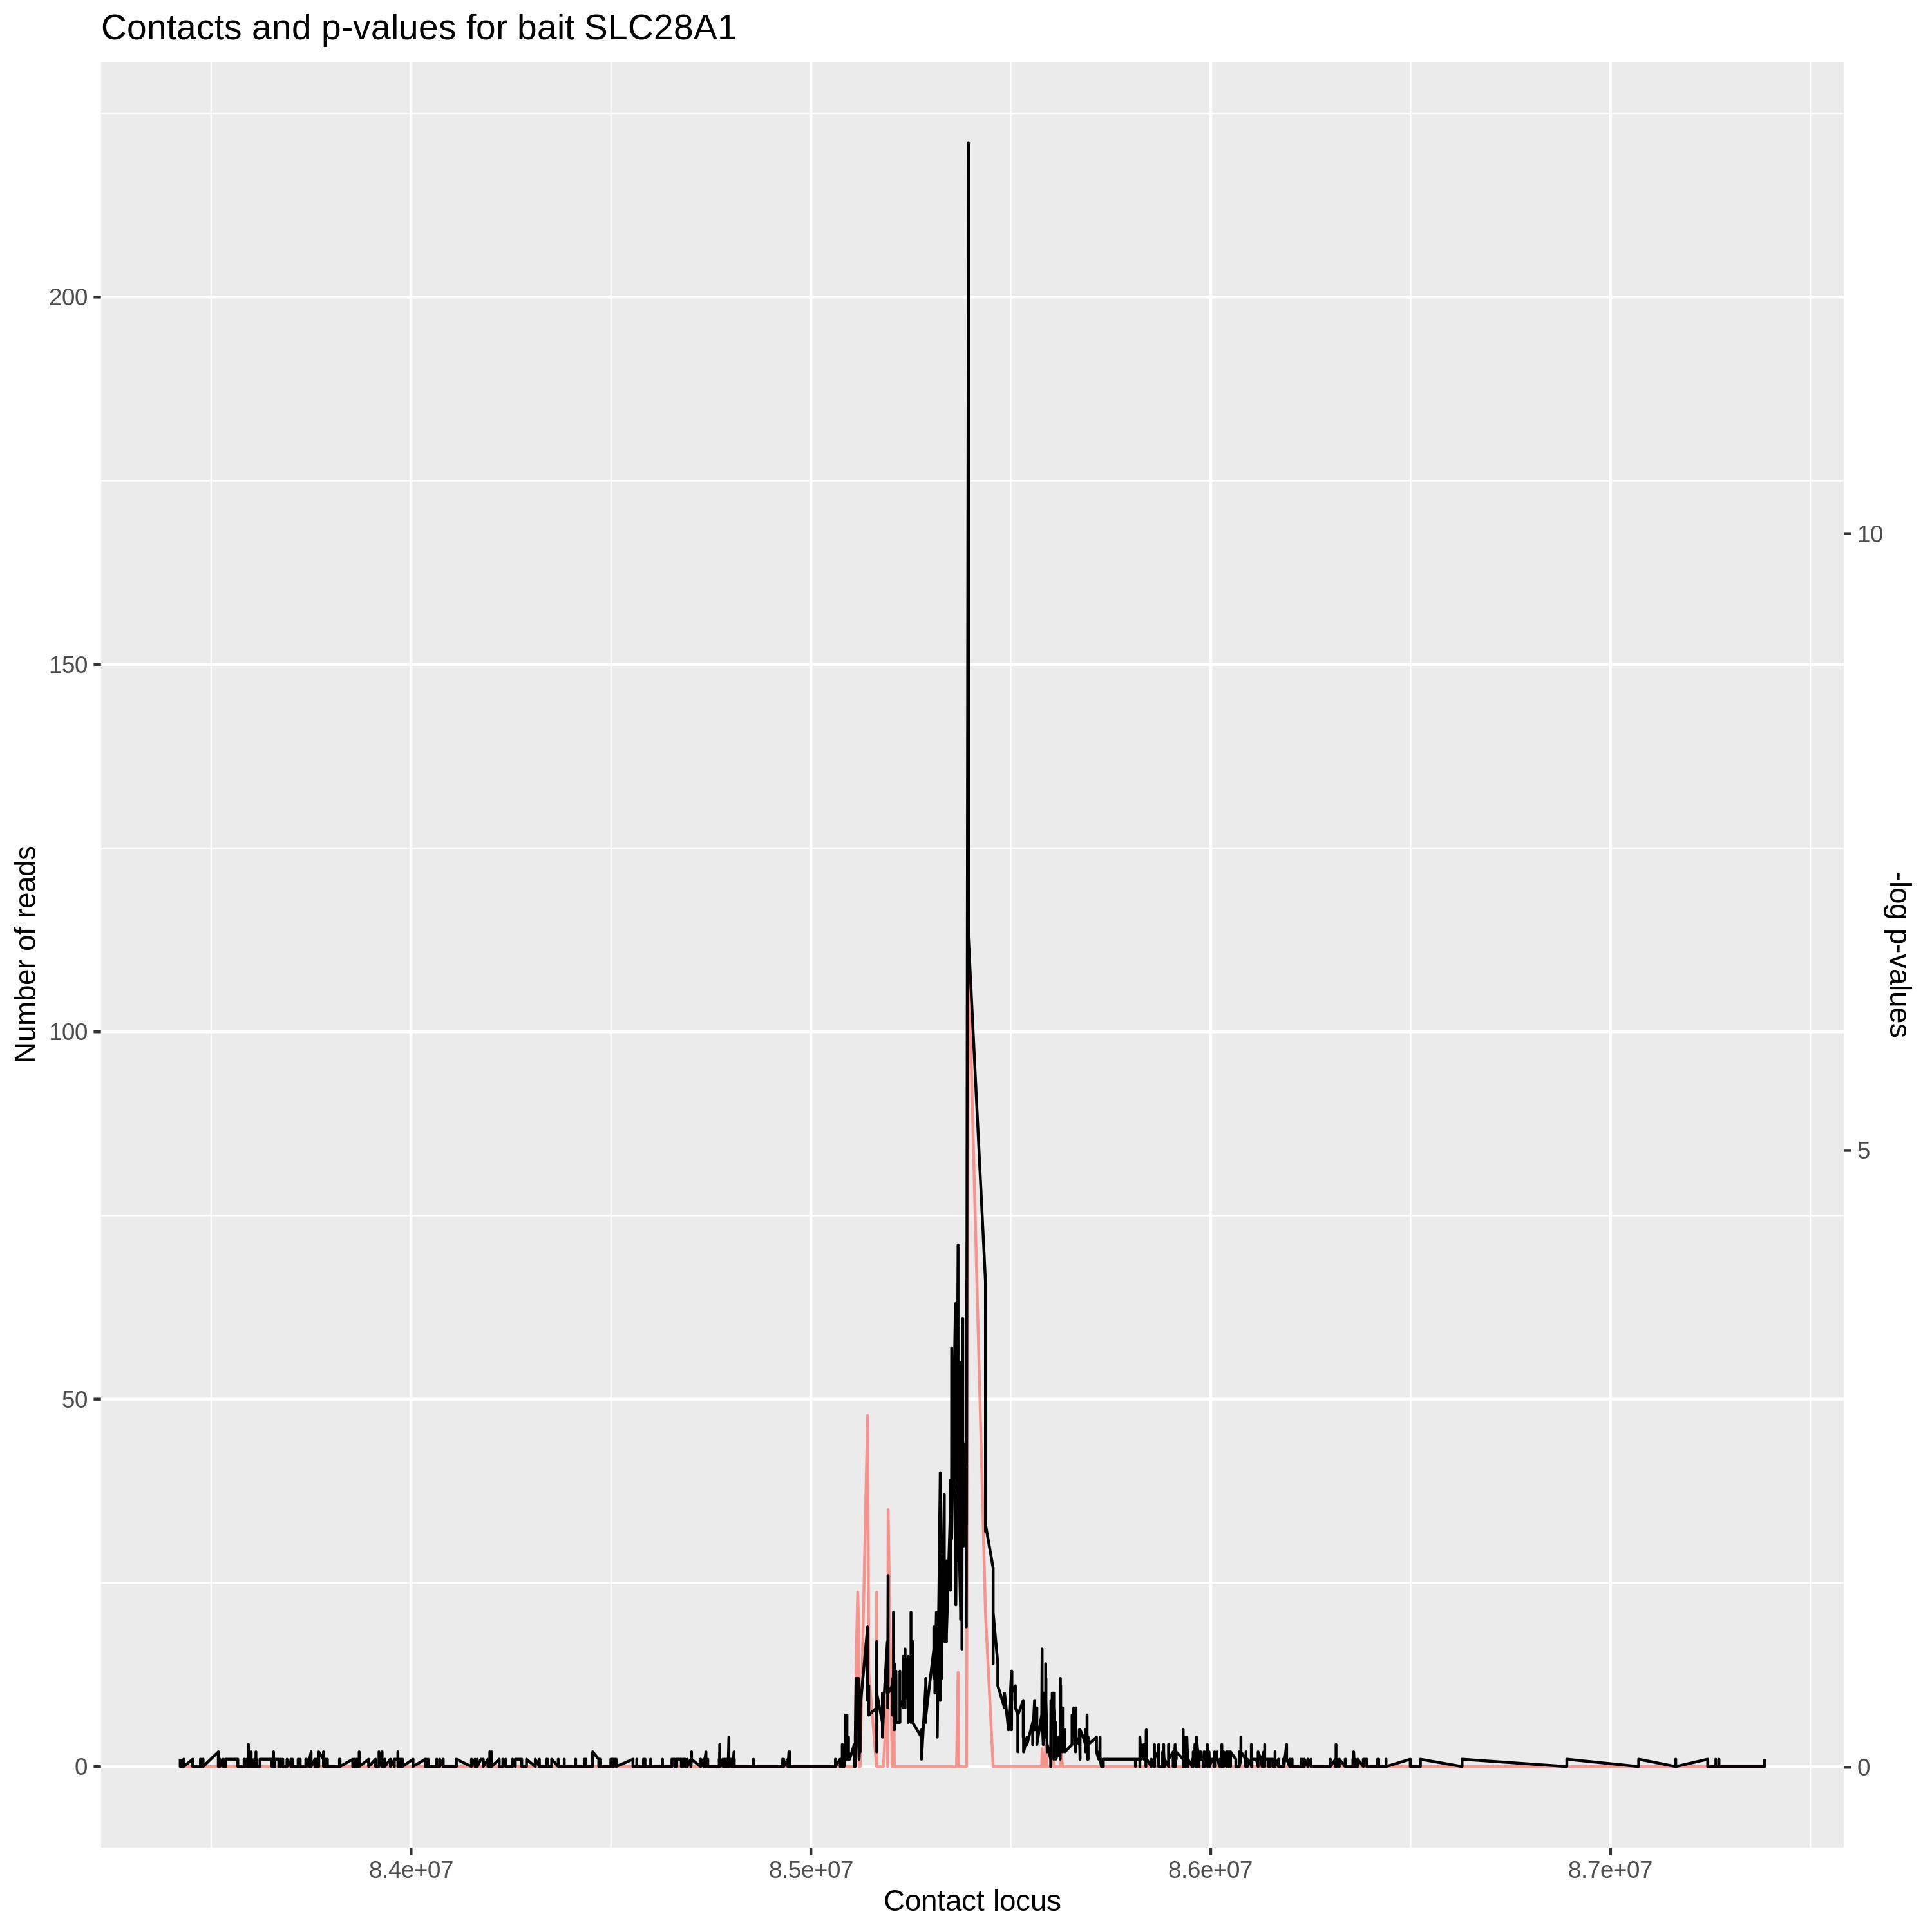 Contacts and p-values for bait SLC28A1
200
150
100
50
0
Number of reads
10
5
0
-log p-values
8.4e+07
8.5e+07
8.6e+07
8.7e+07
Contact locus